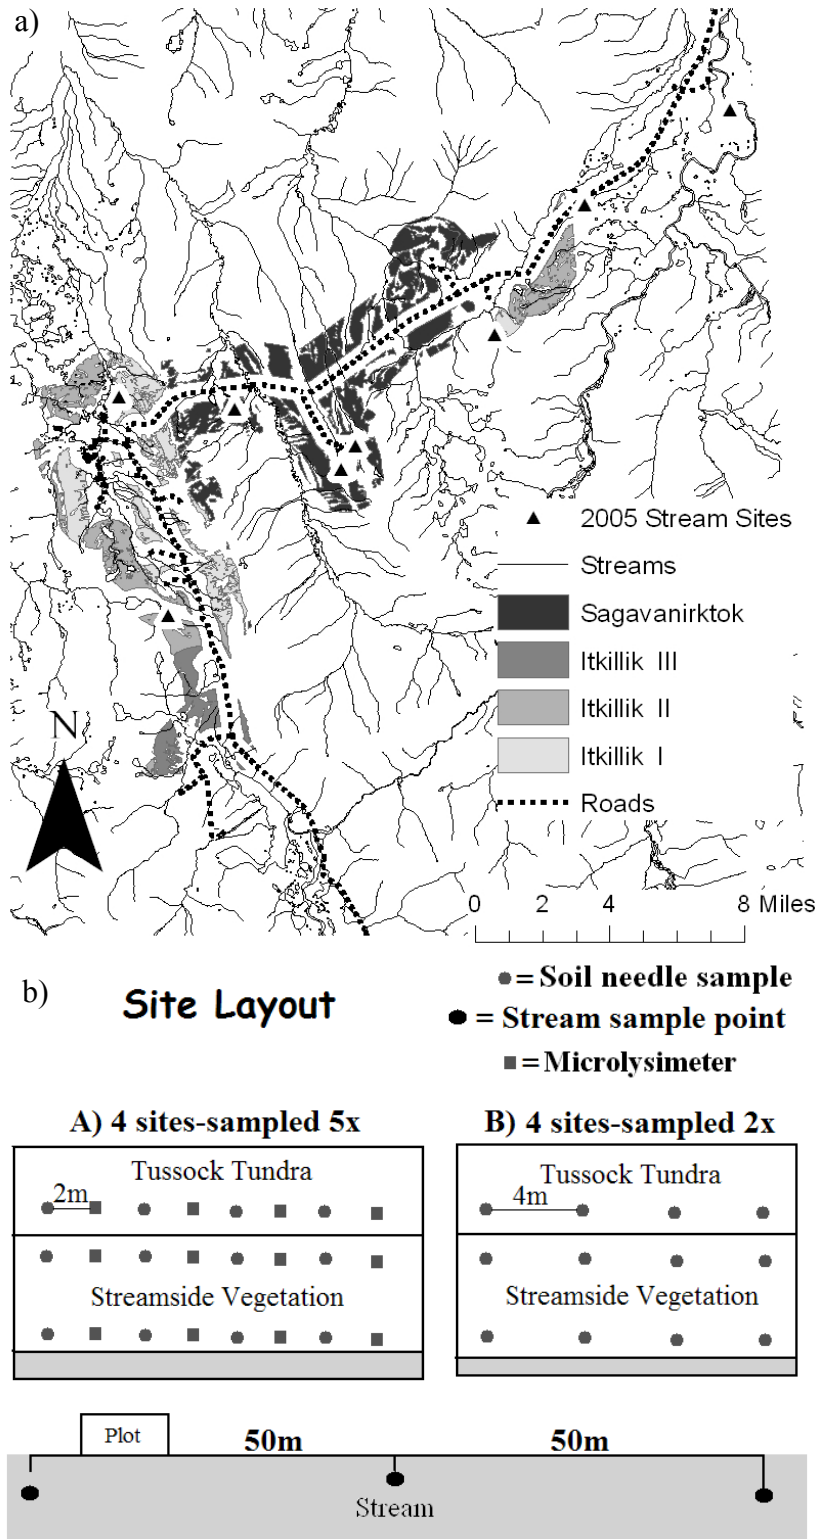 a)
2005 Stream Sites
Streams
Sagavanirktok
Itkillik III
Itkillik II
Itkillik I
Roads
N
0 2 4 8 Miles
b)
Site Layout
= Soil needle sample
= Stream sample point
= Microlysimeter
A) 4 sites-sampled 5x
Tussock Tundra
2m
Streamside Vegetation
B) 4 sites-sampled 2x
Tussock Tundra
4m
Streamside Vegetation
Plot
50m
50m
Stream